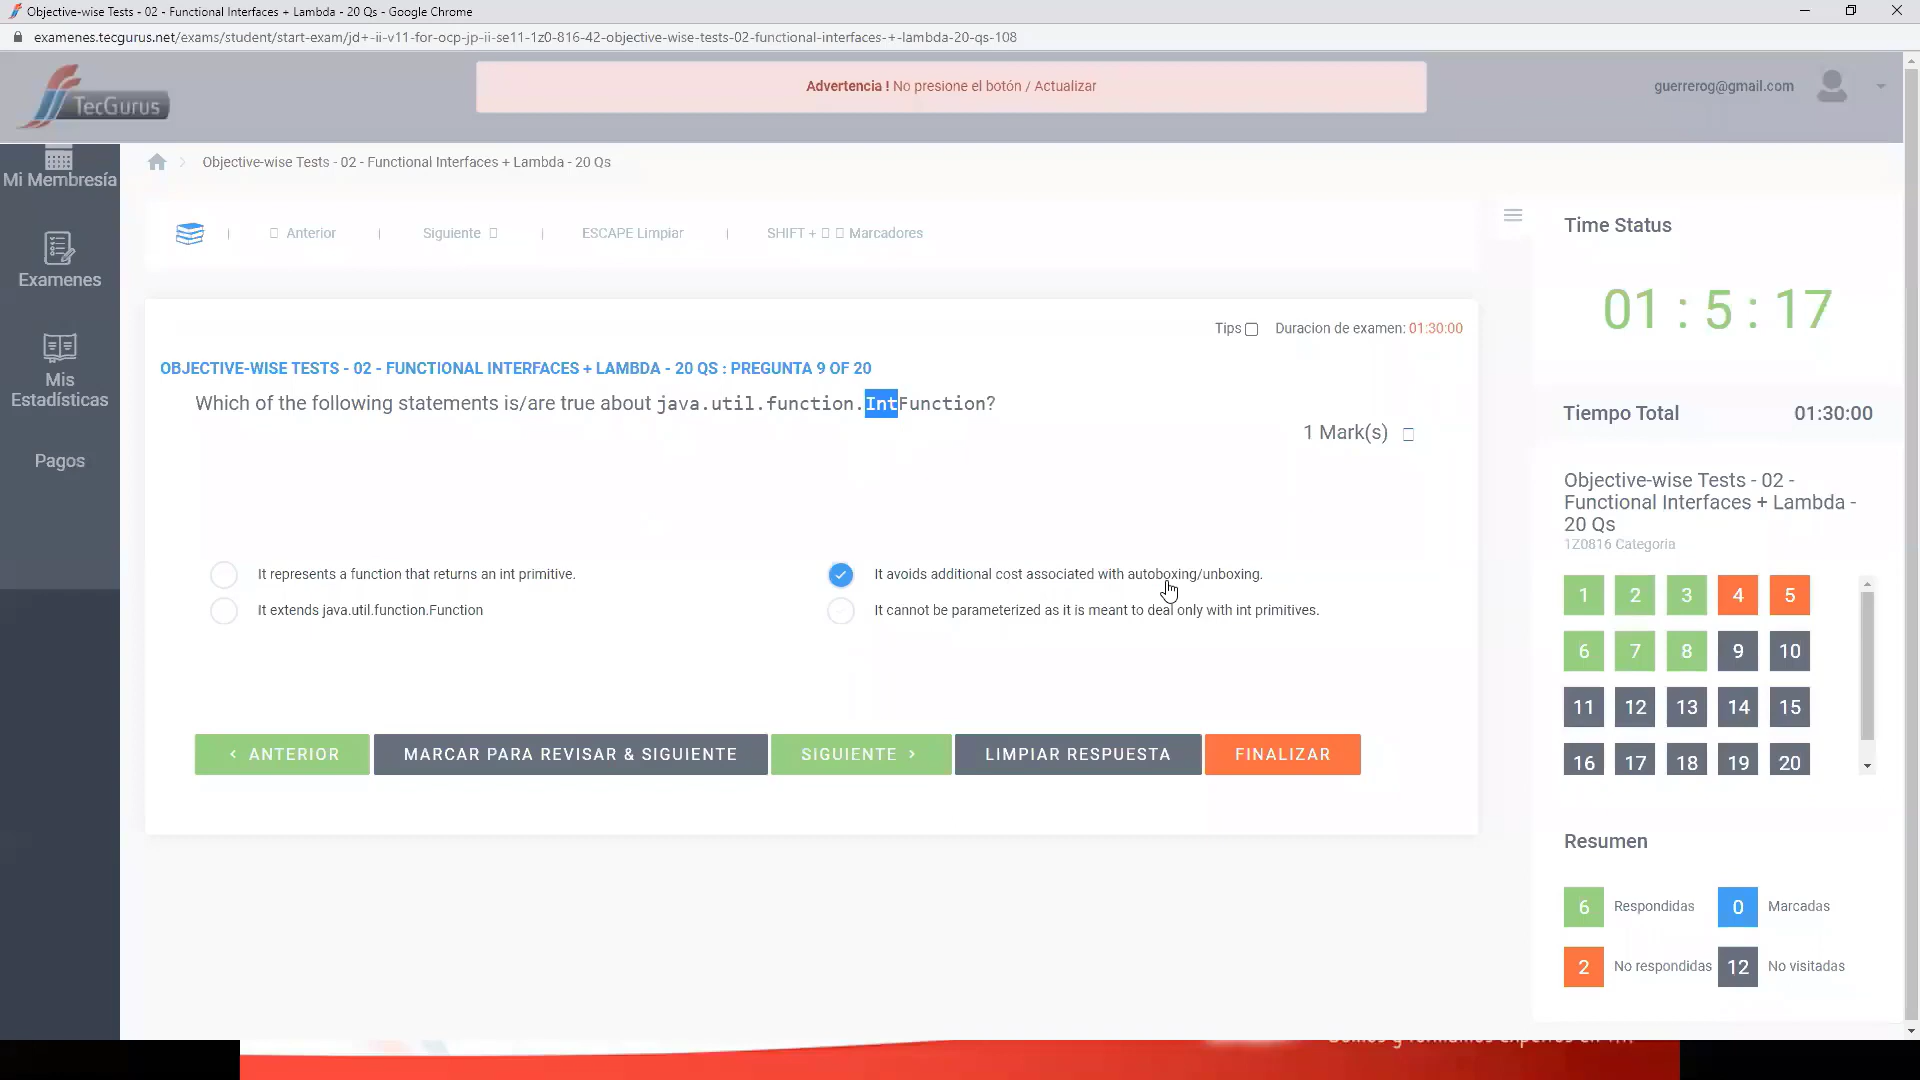 Objective-wise Tests - 02 - Functional Interfaces + Lambda - 20 Qs - Google Chrome
examenes.tecgurus.net/exams/student/start-exam/jd+-ii-v11-for-ocp-jp-ii-se11-1z0-816-42-objective-wise-tests-02-functional-interfaces-+-lambda-20-qs-108
TecGurus
Advertencia ! No presione el botón / Actualizar
guerrerog@gmail.com
Mi Membresía
Examenes
Mis
Estadísticas
Pagos
Objective-wise Tests - 02 - Functional Interfaces + Lambda - 20 Qs
| Anterior | Siguiente | ESCAPE Limpiar | SHIFT + Marcadores
Tips Duracion de examen: 01:30:00
OBJECTIVE-WISE TESTS - 02 - FUNCTIONAL INTERFACES + LAMBDA - 20 QS : PREGUNTA 9 OF 20
Which of the following statements is/are true about java.util.function.IntFunction?
1 Mark(s)
It represents a function that returns an int primitive.
It avoids additional cost associated with autoboxing/unboxing.
It extends java.util.function.Function
It cannot be parameterized as it is meant to deal only with int primitives.
< ANTERIOR
MARCAR PARA REVISAR & SIGUIENTE
SIGUIENTE >
LIMPIAR RESPUESTA
FINALIZAR
Time Status
01 : 5 : 17
Tiempo Total 01:30:00
Objective-wise Tests - 02 -
Functional Interfaces + Lambda -
20 Qs
1Z0816 Categoria
1 2 3 4 5
6 7 8 9 10
11 12 13 14 15
16 17 18 19 20
Resumen
6 Respondidas 0 Marcadas
2 No respondidas 12 No visitadas